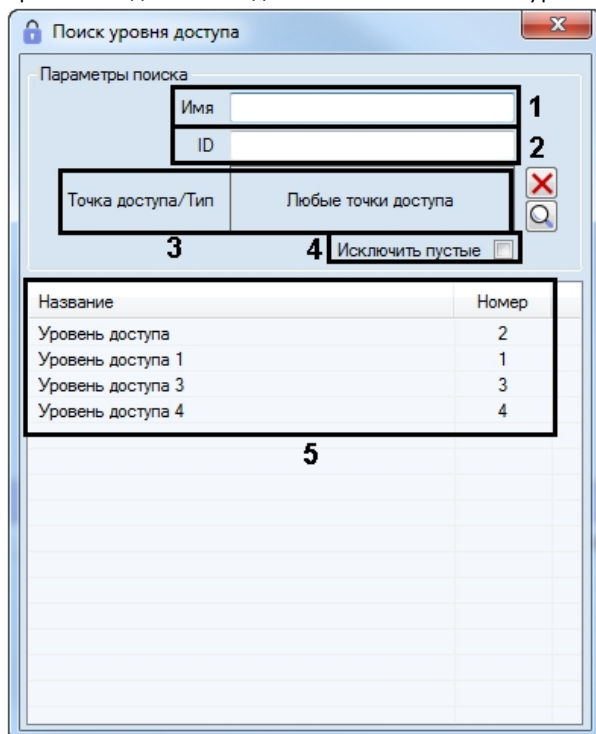 Поиск уровня доступа
Параметры поиска
Имя 1
ID 2
Точка доступа/Тип Любые точки доступа
3 4 Исключить пустые
Название Номер
Уровень доступа 2
Уровень доступа 1 1
Уровень доступа 3 3
Уровень доступа 4 4
5